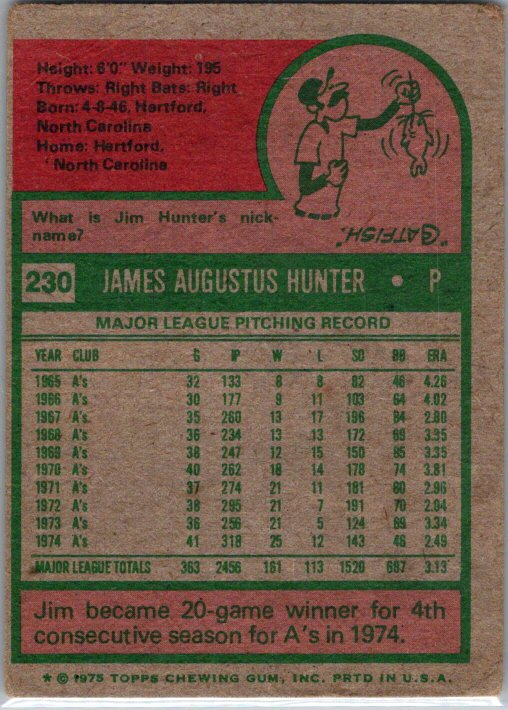 Height: 6'0" Weight: 195
Throws: Right Bats: Right
Born: 4-8-46, Hertford,
North Carolina
Home: Hertford,
North Carolina
What is Jim Hunter's nick-
name?
"CATFISH."
230 JAMES AUGUSTUS HUNTER • P
MAJOR LEAGUE PITCHING RECORD
YEAR CLUB G IP W L SO BB ERA
1965 A's 32 133 8 8 82 46 4.26
1966 A's 30 177 9 11 103 64 4.02
1967 A's 35 260 13 17 196 84 2.80
1968 A's 36 234 13 13 172 69 3.35
1969 A's 38 247 12 15 150 85 3.35
1970 A's 40 262 18 14 178 74 3.81
1971 A's 37 274 21 11 181 80 2.96
1972 A's 38 295 21 7 191 70 2.04
1973 A's 36 256 21 5 124 69 3.34
1974 A's 41 318 25 12 143 46 2.49
MAJOR LEAGUE TOTALS 363 2456 161 113 1520 687 3.13
Jim became 20-game winner for 4th
consecutive season for A's in 1974.
* © 1975 TOPPS CHEWING GUM, INC. PRTD IN U.S.A.